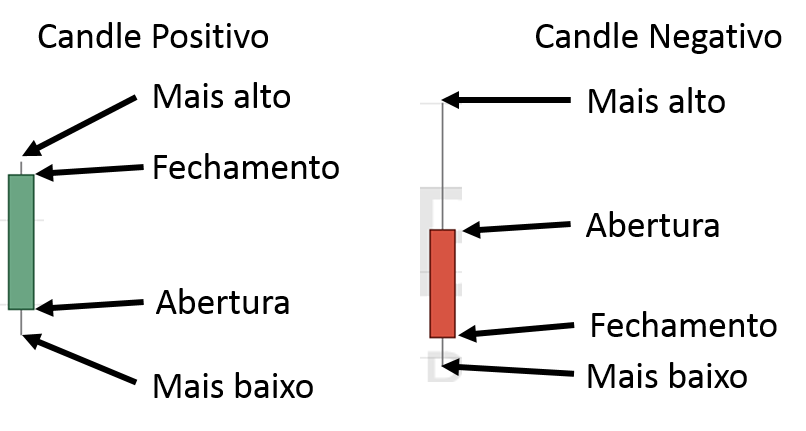 Candle Positivo
Mais alto
Fechamento
Abertura
Mais baixo
Candle Negativo
Mais alto
Abertura
Fechamento
Mais baixo